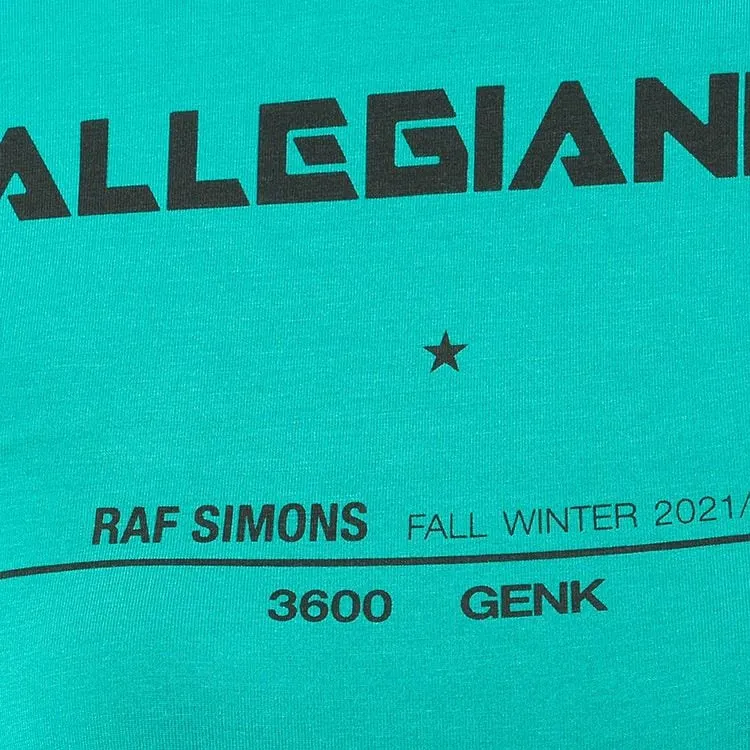 ALLEGIAN
★
RAF SIMONS FALL WINTER 2021/
3600 GENK